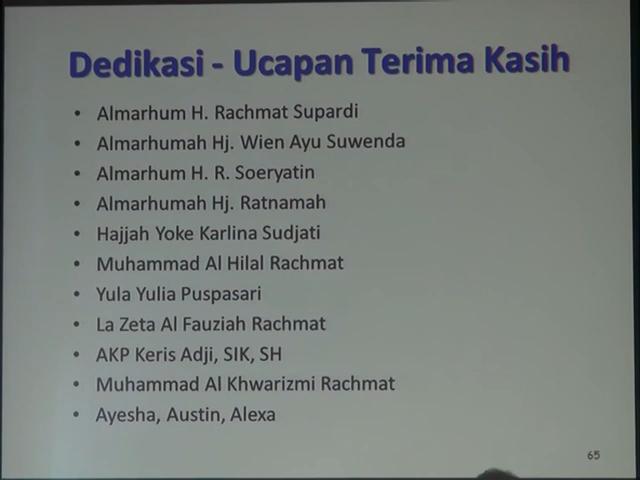 Dedikasi - Ucapan Terima Kasih
• Almarhum H. Rachmat Supardi
• Almarhumah Hj. Wien Ayu Suwenda
• Almarhum H. R. Soeryatin
• Almarhumah Hj. Ratnamah
• Hajjah Yoke Karlina Sudjati
• Muhammad Al Hilal Rachmat
• Yula Yulia Puspasari
• La Zeta Al Fauziah Rachmat
• AKP Keris Adji, SIK, SH
• Muhammad Al Khwarizmi Rachmat
• Ayesha, Austin, Alexa
65